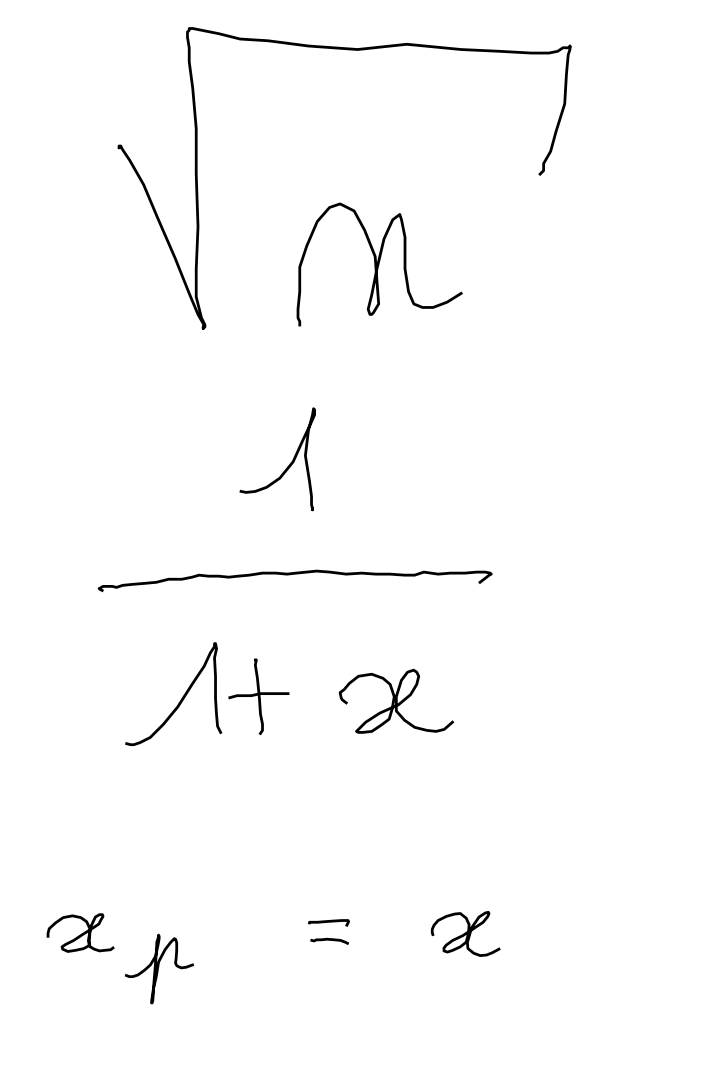 √n
1
1+x
x_p = x